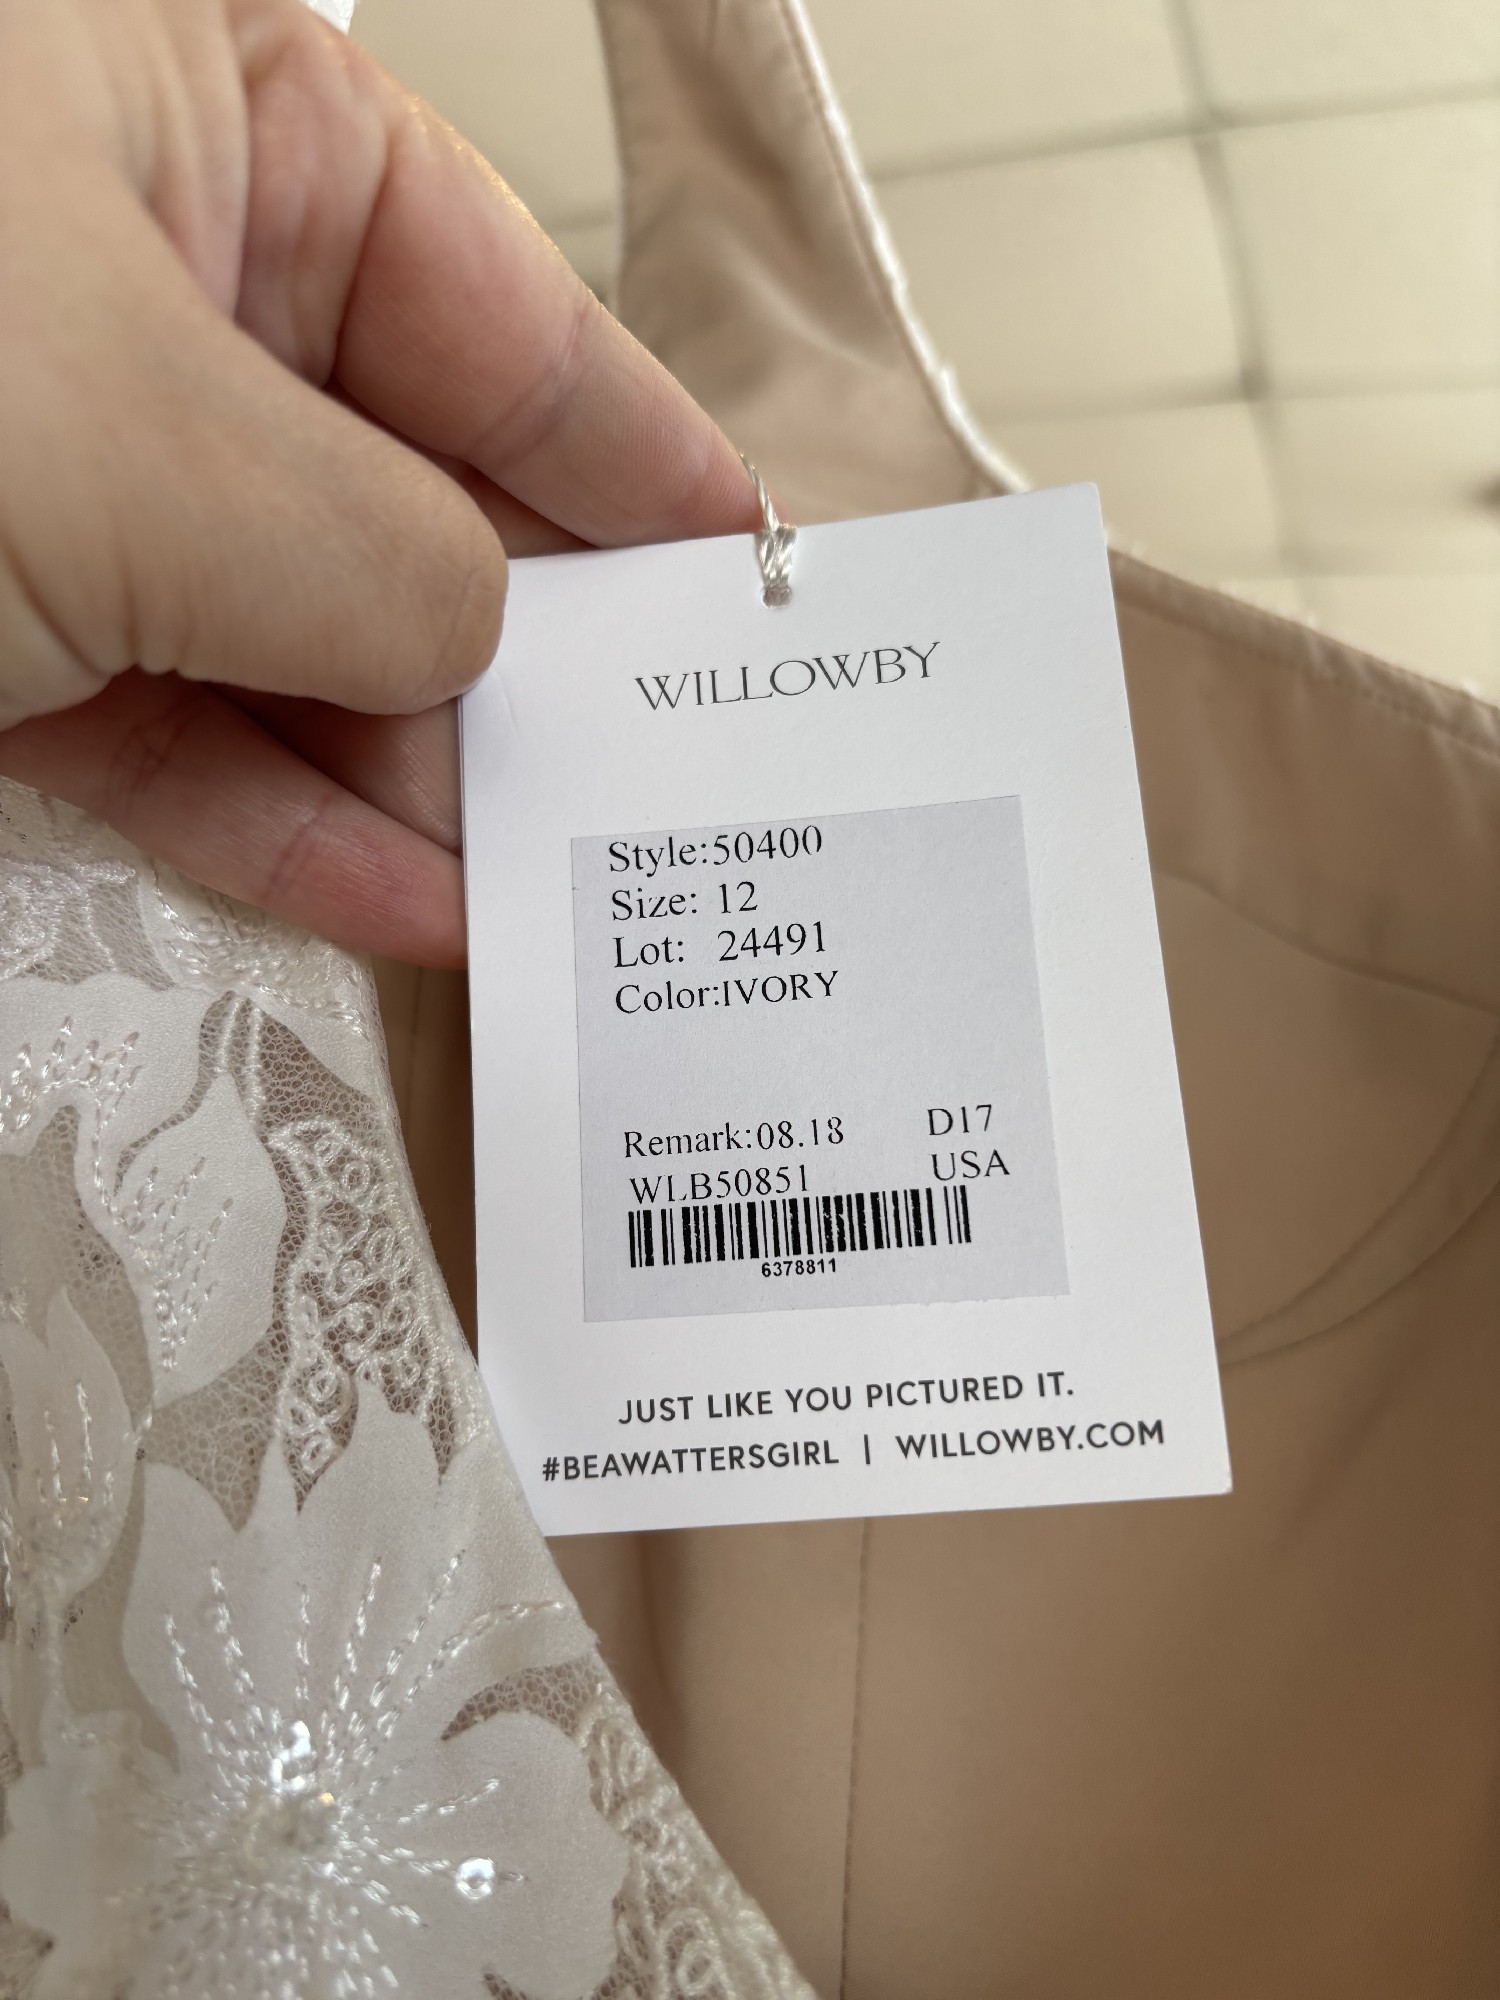 WILLOWBY
Style:50400
Size: 12
Lot: 24491
Color:IVORY
Remark:08.18 D17
WLB50851 USA
6378811
JUST LIKE YOU PICTURED IT.
#BEAWATTERSGIRL | WILLOWBY.COM